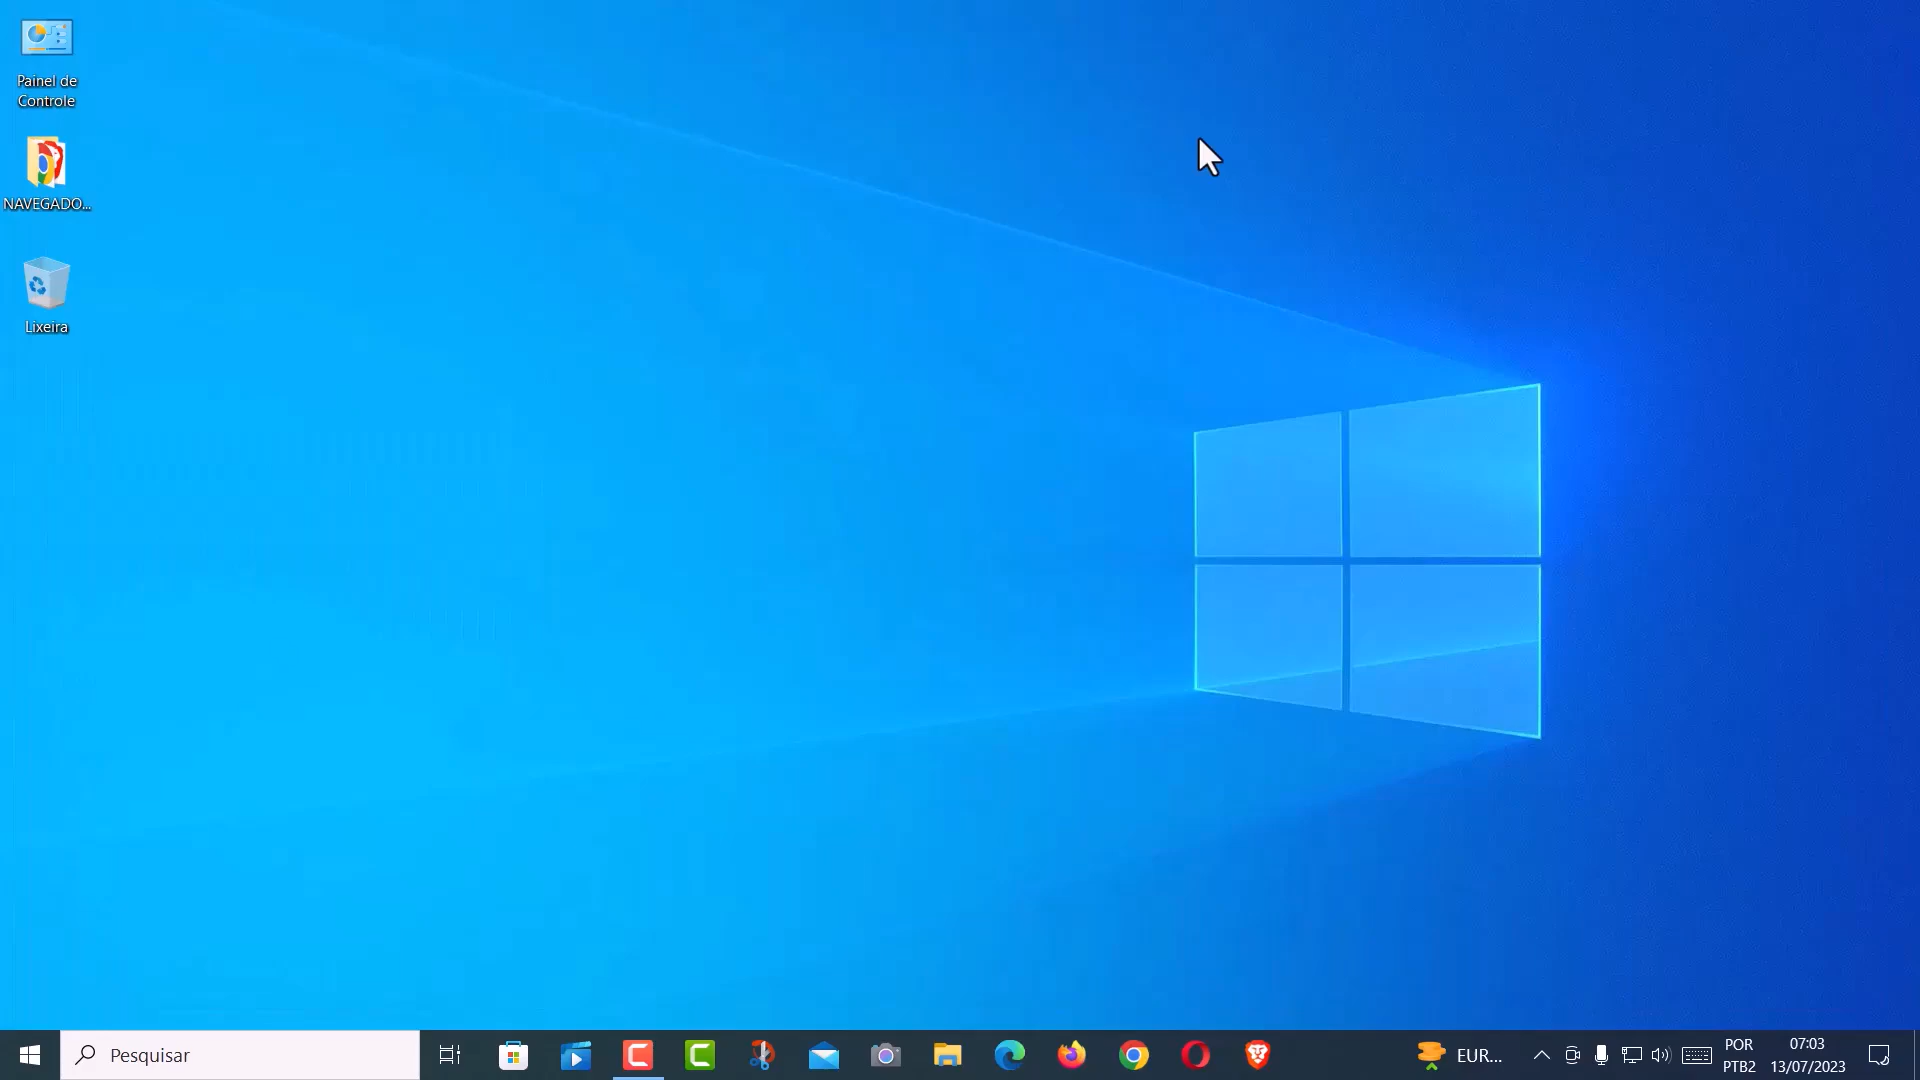 Painel de
Controle
NAVEGADO...
Lixeira
Pesquisar
EUR...
POR
PTB2
07:03
13/07/2023